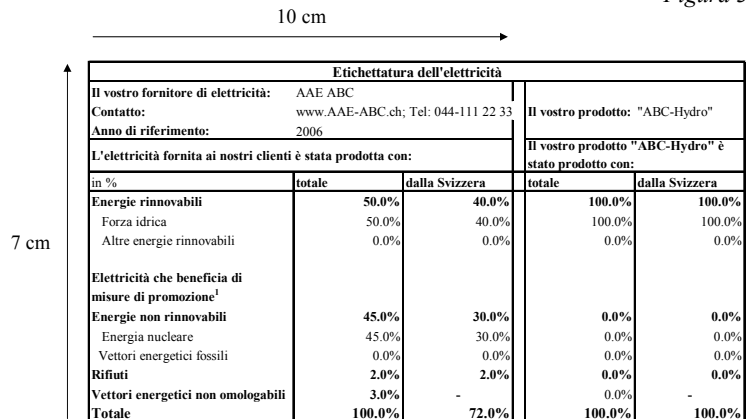 Figura 3
10 cm
7 cm
Etichettatura dell'elettricità
Il vostro fornitore di elettricità: AAE ABC
Contatto: www.AAE-ABC.ch; Tel: 044-111 22 33 Il vostro prodotto: "ABC-Hydro"
Anno di riferimento: 2006
L'elettricità fornita ai nostri clienti è stata prodotta con: Il vostro prodotto "ABC-Hydro" è
stato prodotto con:
in % totale dalla Svizzera totale dalla Svizzera
Energie rinnovabili 50.0% 40.0% 100.0% 100.0%
Forza idrica 50.0% 40.0% 100.0% 100.0%
Altre energie rinnovabili 0.0% 0.0% 0.0% 0.0%
Elettricità che beneficia di
misure di promozione1
Energie non rinnovabili 45.0% 30.0% 0.0% 0.0%
Energia nucleare 45.0% 30.0% 0.0% 0.0%
Vettori energetici fossili 0.0% 0.0% 0.0% 0.0%
Rifiuti 2.0% 2.0% 0.0% 0.0%
Vettori energetici non omologabili 3.0% - 0.0% -
Totale 100.0% 72.0% 100.0% 100.0%